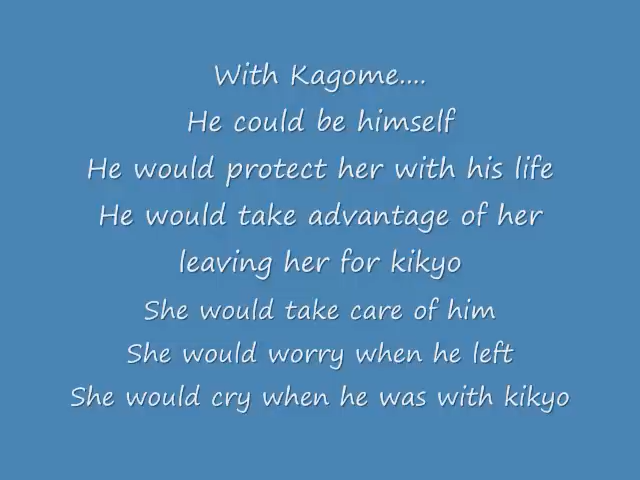 With Kagome....
He could be himself
He would protect her with his life
He would take advantage of her
leaving her for kikyo
She would take care of him
She would worry when he left
She would cry when he was with kikyo